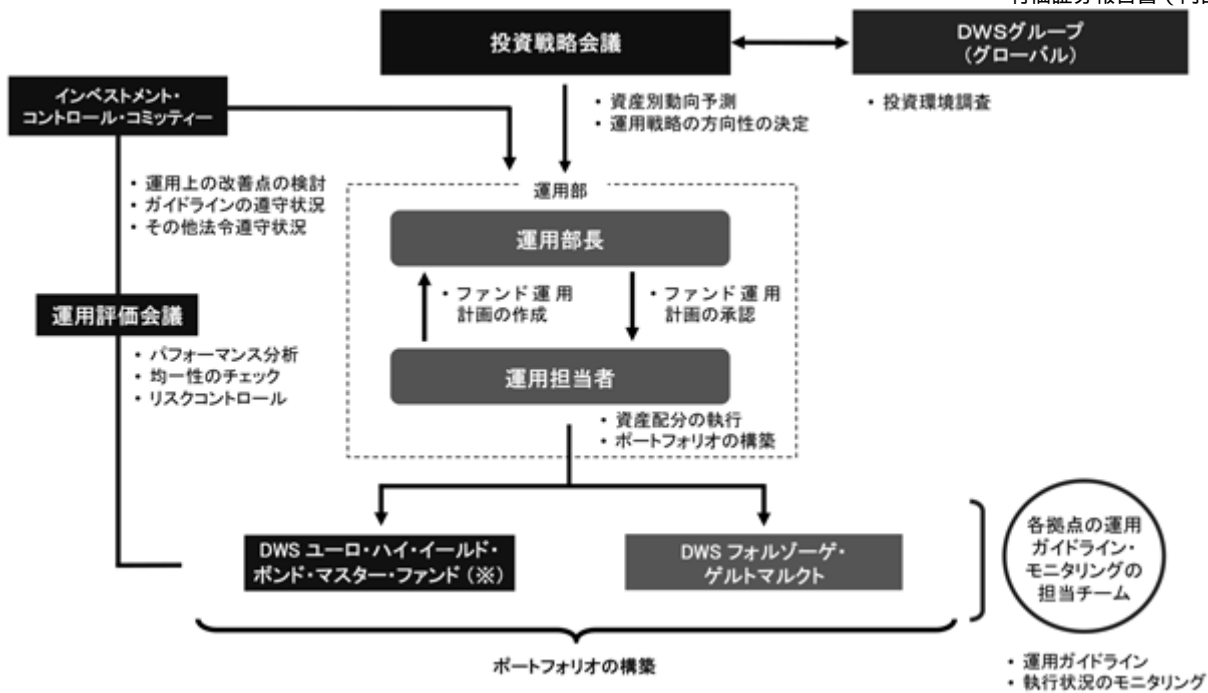 投資戦略会議
DWSグループ
(グローバル)
インベストメント・
コントロール・コミッティー
・資産別動向予測
・運用戦略の方向性の決定
・投資環境調査
・運用上の改善点の検討
・ガイドラインの遵守状況
・その他法令遵守状況
運用部
運用部長
・ファンド運用
計画の作成
・ファンド運用
計画の承認
運用評価会議
・パフォーマンス分析
・均一性のチェック
・リスクコントロール
運用担当者
・資産配分の執行
・ポートフォリオの構築
DWS ユーロ・ハイ・イールド・
ボンド・マスター・ファンド(※)
DWS フォルゾーゲ・
ゲルトマルクト
各拠点の運用
ガイドライン・
モニタリングの
担当チーム
ポートフォリオの構築
・運用ガイドライン
・執行状況のモニタリング